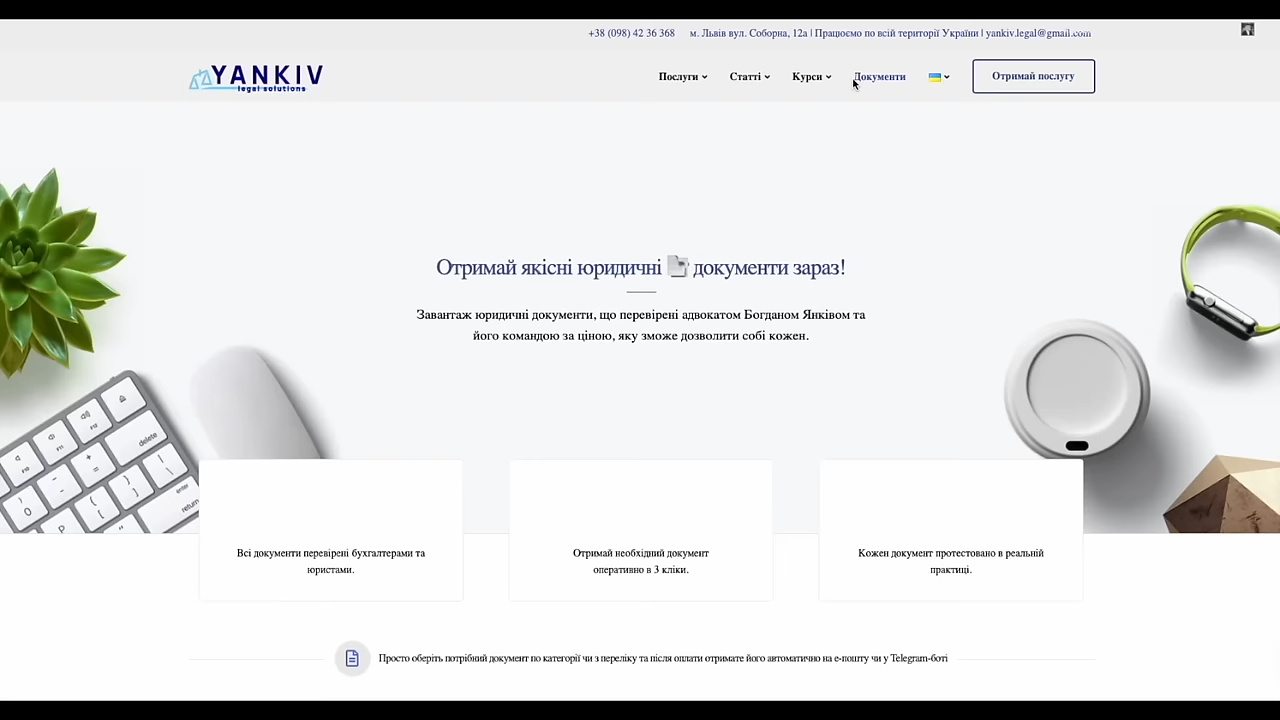 +38 (098) 42 36 368 м. Львів вул. Соборна, 12а | Працюємо по всій території України | yankiv.legal@gmail.com
YANKIV
legal solutions
Послуги Статті Курси Документи Отримай послугу
Отримай якісні юридичні документи зараз!
Завантаж юридичні документи, що перевірені адвокатом Богданом Янківом та
його командою за ціною, яку зможе дозволити собі кожен.
delete
enter
return
Всі документи перевірені бухгалтерами та
юристами.
Отримай необхідний документ
оперативно в 3 кліки.
Кожен документ протестовано в реальній
практиці.
Просто оберіть потрібний документ по категорії чи з переліку та після оплати отримаєте його автоматично на е-пошту чи у Telegram-боті